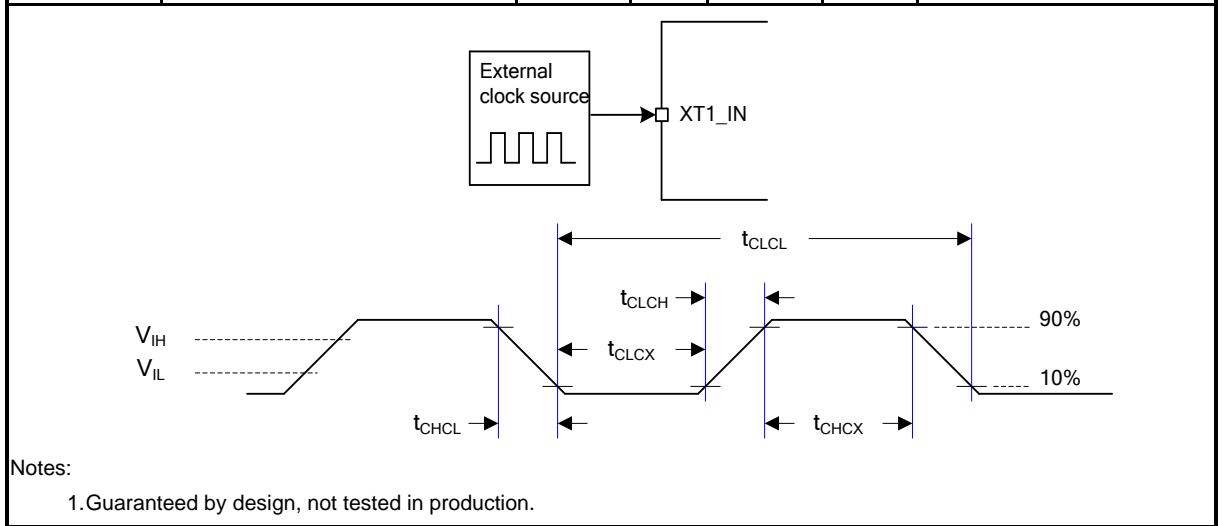 External
clock source
XT1_IN
tCLCL
tCLCH
90%
VIH
tCLCX
VIL
10%
tCHCL
tCHCX
Notes:
1.Guaranteed by design, not tested in production.